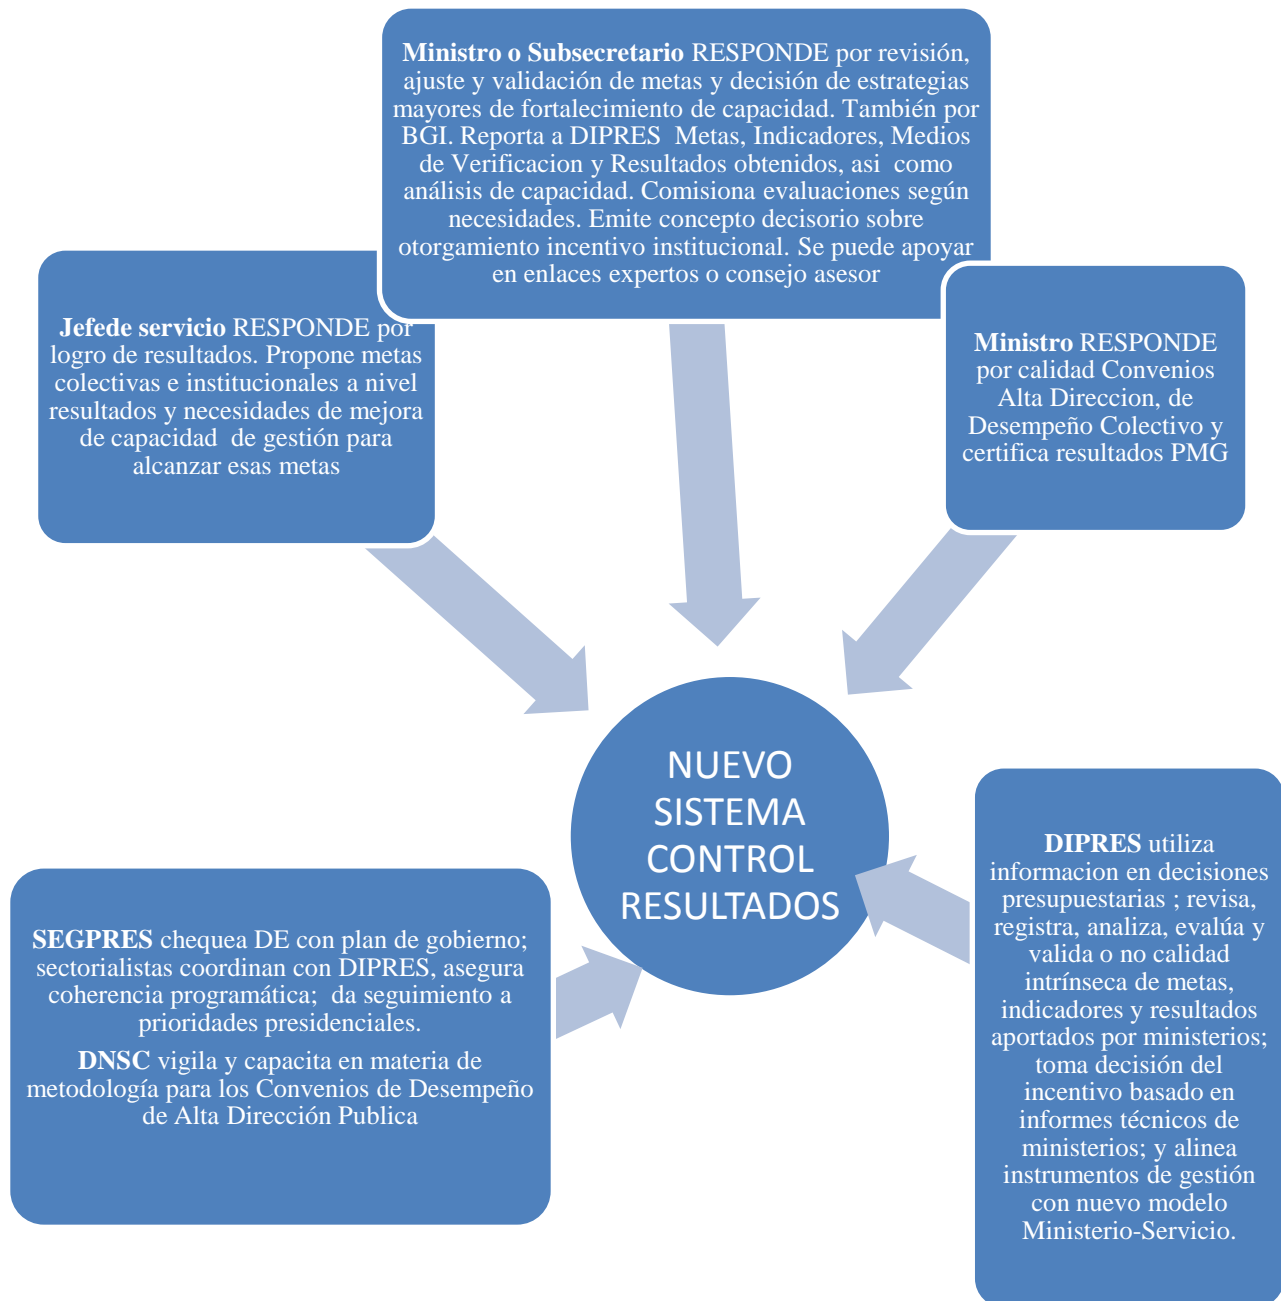 Ministro o Subsecretario RESPONDE por revisión,
ajuste y validación de metas y decisión de estrategias
mayores de fortalecimiento de capacidad. También por
BGI. Reporta a DIPRES  Metas, Indicadores, Medios
de Verificacion y Resultados obtenidos, asi  como
análisis de capacidad. Comisiona evaluaciones según
necesidades. Emite concepto decisorio sobre
otorgamiento incentivo institucional. Se puede apoyar
en enlaces expertos o consejo asesor
Jefede servicio RESPONDE por
logro de resultados. Propone metas
colectivas e institucionales a nivel
resultados y necesidades de mejora
de capacidad  de gestión para
alcanzar esas metas
Ministro RESPONDE
por calidad Convenios
Alta Direccion, de
Desempeño Colectivo y
certifica resultados PMG
NUEVO
SISTEMA
CONTROL
RESULTADOS
SEGPRES chequea DE con plan de gobierno;
sectorialistas coordinan con DIPRES, asegura
coherencia programática;  da seguimiento a
prioridades presidenciales.
DNSC vigila y capacita en materia de
metodología para los Convenios de Desempeño
de Alta Dirección Publica
DIPRES utiliza
informacion en decisiones
presupuestarias ; revisa,
registra, analiza, evalúa y
valida o no calidad
intrínseca de metas,
indicadores y resultados
aportados por ministerios;
toma decisión del
incentivo basado en
informes técnicos de
ministerios; y alinea
instrumentos de gestión
con nuevo modelo
Ministerio-Servicio.